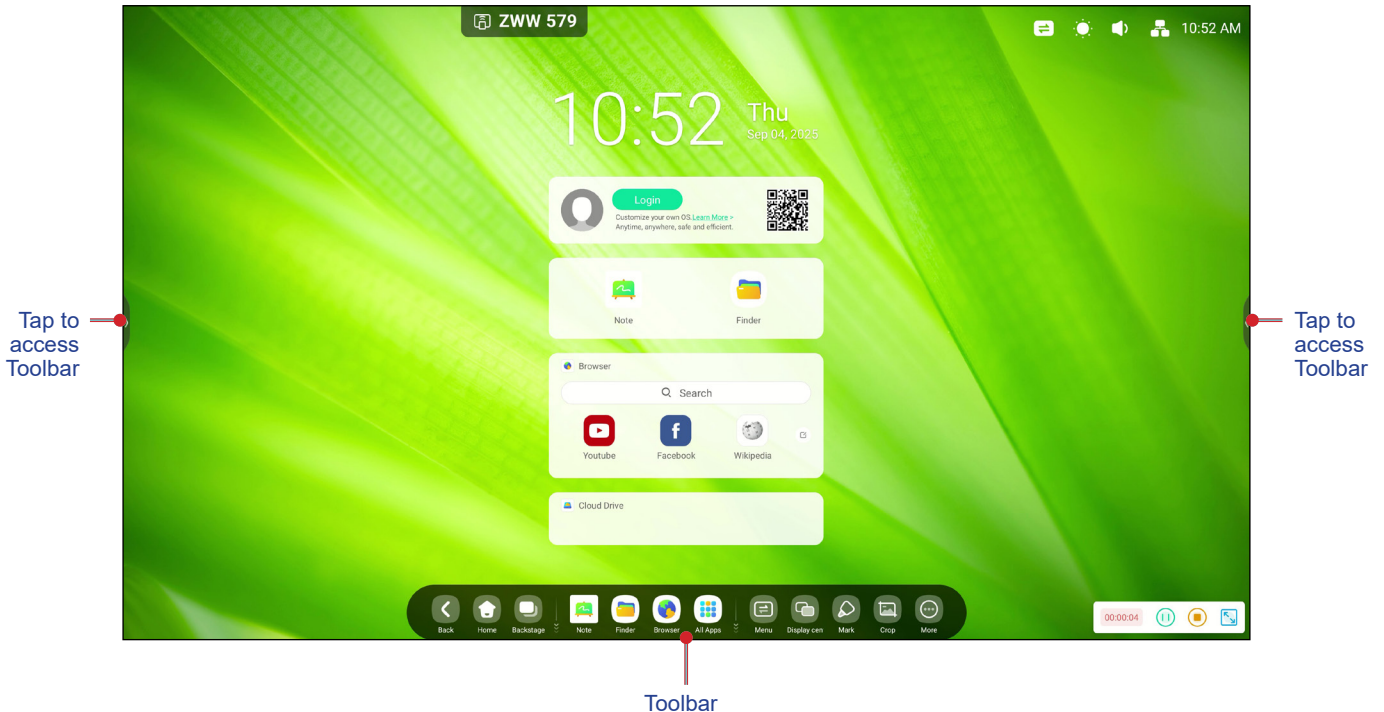 ZWW 579
10:52 AM
10:52
Thu
Sep 04, 2025
Login
Customize your own OS.Learn More »
Anytime, anywhere, safe and efficient.
Note
Finder
Tap to
access
Toolbar
Tap to
access
Toolbar
Browser
Search
Youtube
Facebook
Wikipedia
Cloud Drive
Back
Home
Backstage
Note
Finder
Browser
All Apps
Menu
Display cen
Mark
Crop
More
00:00:04
Toolbar